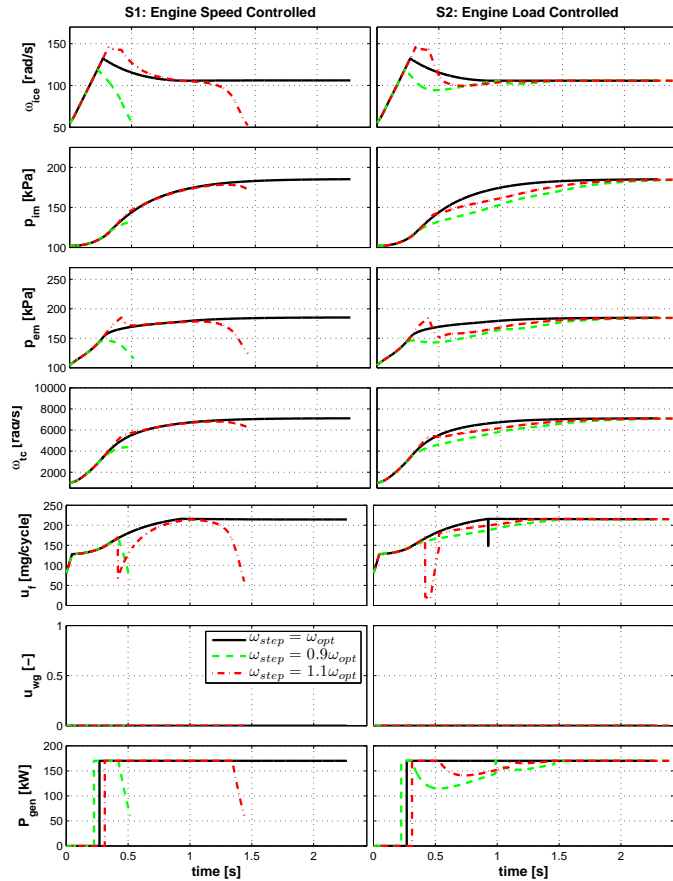 S1: Engine Speed Controlled
S2: Engine Load Controlled
ω_ice [rad/s]
150
100
50
p_im [kPa]
200
150
100
p_em [kPa]
250
200
150
100
ω_tc [rad/s]
10000
8000
6000
4000
2000
u_f [mg/cycle]
250
200
150
100
50
0
u_wg [-]
1
0.5
0
ω_step = ω_opt
ω_step = 0.9ω_opt
ω_step = 1.1ω_opt
P_gen [kW]
200
150
100
50
0
0 0.5 1 1.5 2
0 0.5 1 1.5 2
time [s]
time [s]